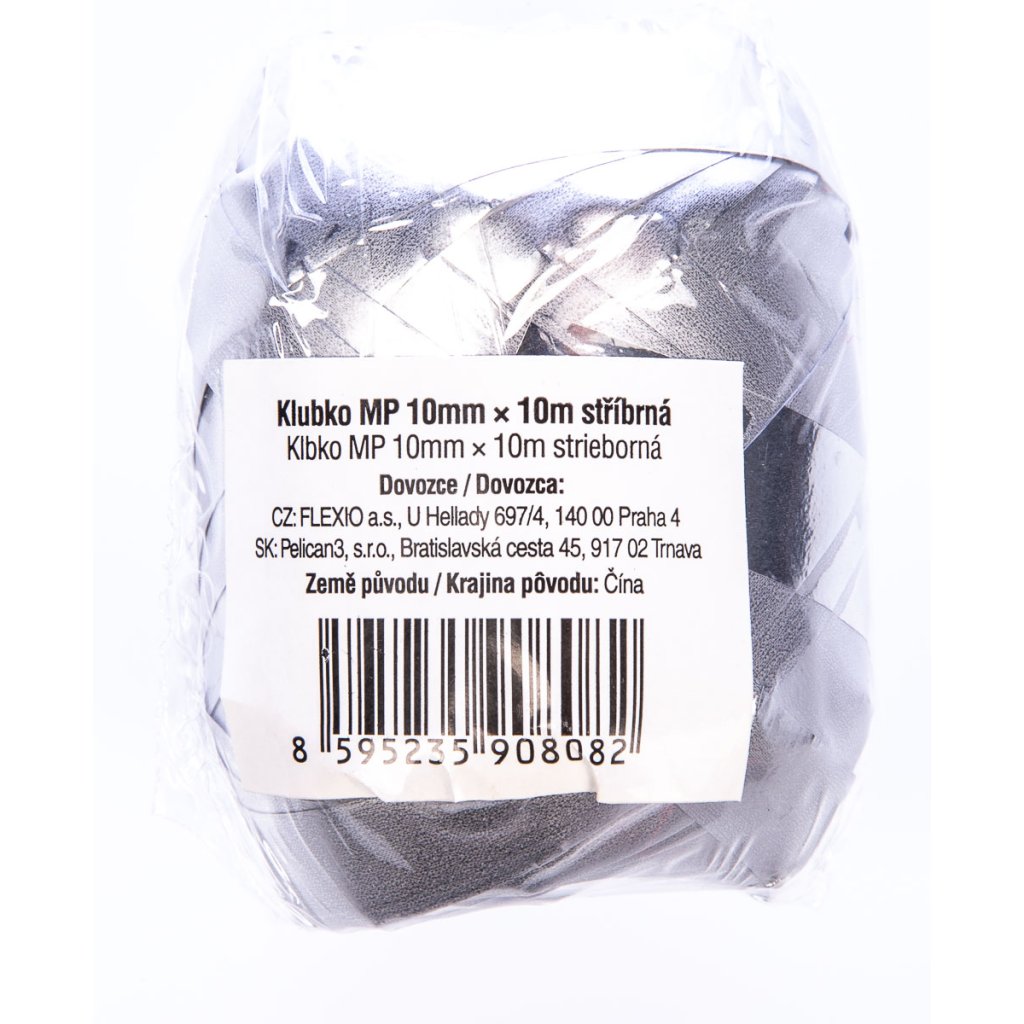 Klubko MP 10mm × 10m stříbrná
Klbko MP 10mm × 10m strieborná
Dovozce / Dovozca:
CZ: FLEXIO a.s., U Hellady 697/4, 140 00 Praha 4
SK: Pelican3, s.r.o., Bratislavská cesta 45, 917 02 Trnava
Země původu / Krajina pôvodu: Čína
8 595235 908082